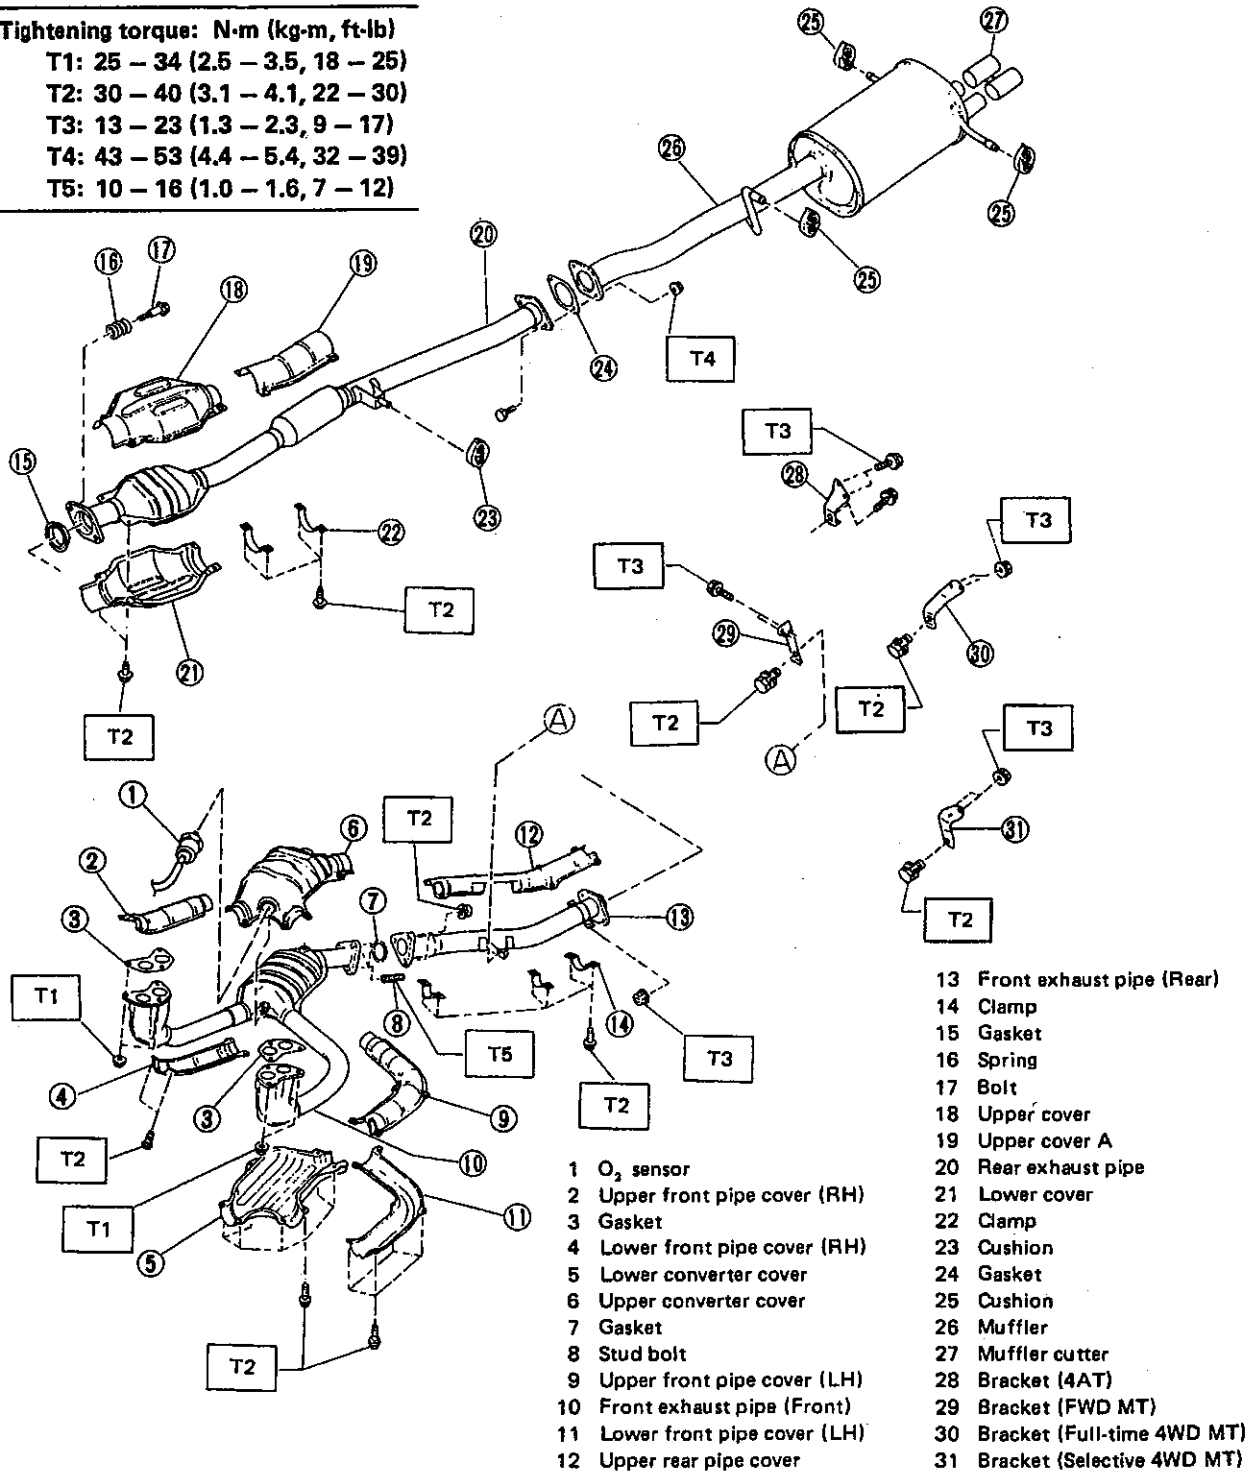 Tightening torque: N·m (kg-m, ft-lb)
T1: 25 – 34 (2.5 – 3.5, 18 – 25)
T2: 30 – 40 (3.1 – 4.1, 22 – 30)
T3: 13 – 23 (1.3 – 2.3, 9 – 17)
T4: 43 – 53 (4.4 – 5.4, 32 – 39)
T5: 10 – 16 (1.0 – 1.6, 7 – 12)
25
27
26
25
25
20
19
17
16
18
24
T4
T3
28
15
23
22
T3
T3
T2
29
30
21
T2
T2
T2
A
A
T3
1
6
T2
12
31
2
7
13
T2
3
T1
8
14
T5
T3
4
3
9
T2
T2
10
T1
11
5
T2
1 O2 sensor
2 Upper front pipe cover (RH)
3 Gasket
4 Lower front pipe cover (RH)
5 Lower converter cover
6 Upper converter cover
7 Gasket
8 Stud bolt
9 Upper front pipe cover (LH)
10 Front exhaust pipe (Front)
11 Lower front pipe cover (LH)
12 Upper rear pipe cover
13 Front exhaust pipe (Rear)
14 Clamp
15 Gasket
16 Spring
17 Bolt
18 Upper cover
19 Upper cover A
20 Rear exhaust pipe
21 Lower cover
22 Clamp
23 Cushion
24 Gasket
25 Cushion
26 Muffler
27 Muffler cutter
28 Bracket (4AT)
29 Bracket (FWD MT)
30 Bracket (Full-time 4WD MT)
31 Bracket (Selective 4WD MT)